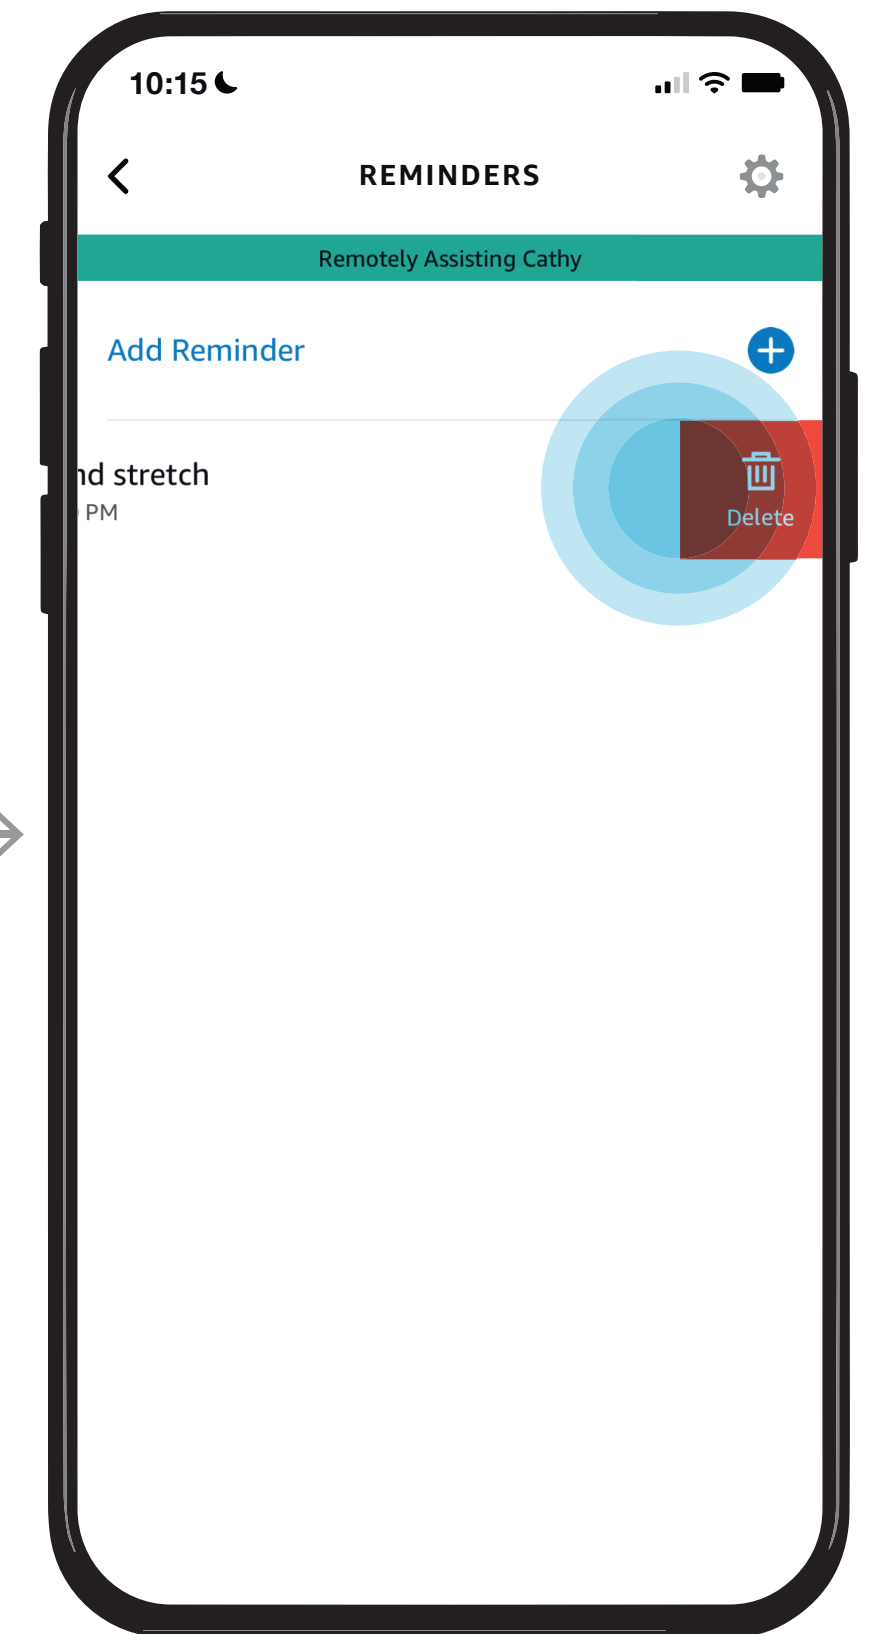 10:15
REMINDERS
Remotely Assisting Cathy
Add Reminder
nd stretch
PM
Delete